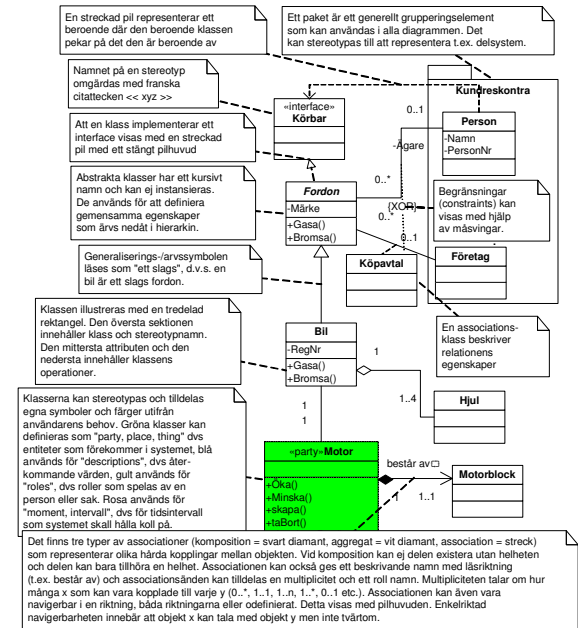 En streckad pil representerar ett
beroende där den beroende klassen
pekar på det den är beroende av
Ett paket är ett generellt grupperingselement
som kan användas i alla diagrammen. Det
kan stereotypas till att representera t.ex. delsystem.
Namnet på en stereotyp
omgärdas med franska
citattecken << xyz >>
«interface»
Körbar
Kundreskontra
0..1
Person
-Namn
-PersonNr
-Ägare
Att en klass implementerar ett
interface visas med en streckad
pil med ett stängt pilhuvud
Abstrakta klasser har ett kursivt
namn och kan ej instansieras.
De används för att definiera
gemensamma egenskaper
som ärvs nedåt i hierarkin.
Fordon
-Märke
+Gasa()
+Bromsa()
0..*
{XOR}
0..*
0..1
Begränsningar
(constraints) kan
visas med hjälp
av måsvingar.
Generaliserings-/arvssymbolen
läses som "ett slags", d.v.s. en
bil är ett slags fordon.
Köpavtal
Företag
Klassen illustreras med en tredelad
rektangel. Den översta sektionen
innehåller klass och stereotypnamn.
Den mittersta attributen och den
nedersta innehåller klassens
operationer.
Bil
-RegNr
+Gasa()
+Bromsa()
1
En associations-
klass beskriver
relationens
egenskaper
1
1
1..4
Hjul
Klasserna kan stereotypas och tilldelas
egna symboler och färger utifrån
användarens behov. Gröna klasser kan
definieras som "party, place, thing" dvs
entiteter som förekommer i systemet, blå
används för "descriptions", dvs åter-
kommande värden, gult används för
"roles", dvs roller som spelas av en
person eller sak. Rosa används för
"moment, intervall", dvs för tidsintervall
som systemet skall hålla koll på.
«party»Motor
+Öka()
+Minska()
+skapa()
+taBort()
består av
1
1..1
Motorblock
Det finns tre typer av associationer (komposition = svart diamant, aggregat = vit diamant, association = streck)
som representerar olika hårda kopplingar mellan objekten. Vid komposition kan ej delen existera utan helheten
och delen kan bara tillhöra en helhet. Associationen kan också ges ett beskrivande namn med läsriktning
(t.ex. består av) och associationsänden kan tilldelas en multiplicitet och ett roll namn. Multipliciteten talar om hur
många x som kan vara kopplade till varje y (0..*, 1..1, 1..n, 1..*, 0..1 etc.). Associationen kan även vara
navigerbar i en riktning, båda riktningarna eller odefinierat. Detta visas med pilhuvuden. Enkelriktad
navigerbarheten innebär att objekt x kan tala med objekt y men inte tvärtom.